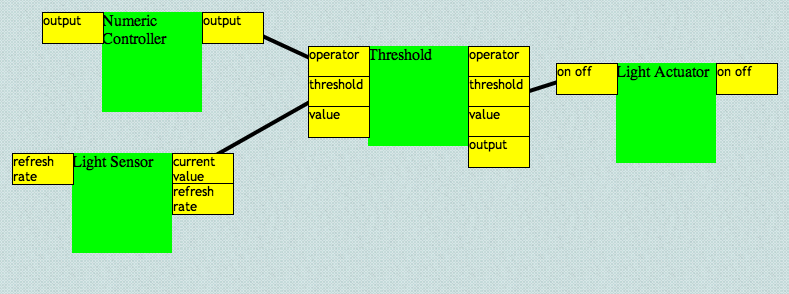 output
Numeric
Controller
output
operator
threshold
value
Threshold
operator
threshold
value
output
on off
Light Actuator
on off
refresh
rate
Light Sensor
current
value
refresh
rate